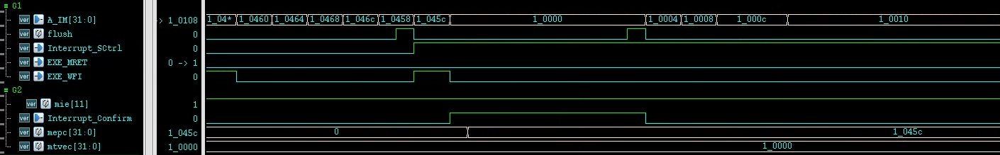 G1
ver A_IM[31:0] -> 1_0108 1_04* 1_0460 1_0464 1_0468 1_046c 1_0458 1_045c 1_0000 1_0004 1_0008 1_000c 1_0010
ver flush 0
ver Interrupt_SCtrl 0
ver EXE_MRET 0 -> 1
ver EXE_WFI 0
G2
ver mie[11] 1
ver Interrupt_Confirm 0
ver mepc[31:0] 1_045c 0 1_045c
ver mtvec[31:0] 1_0000 1_0000